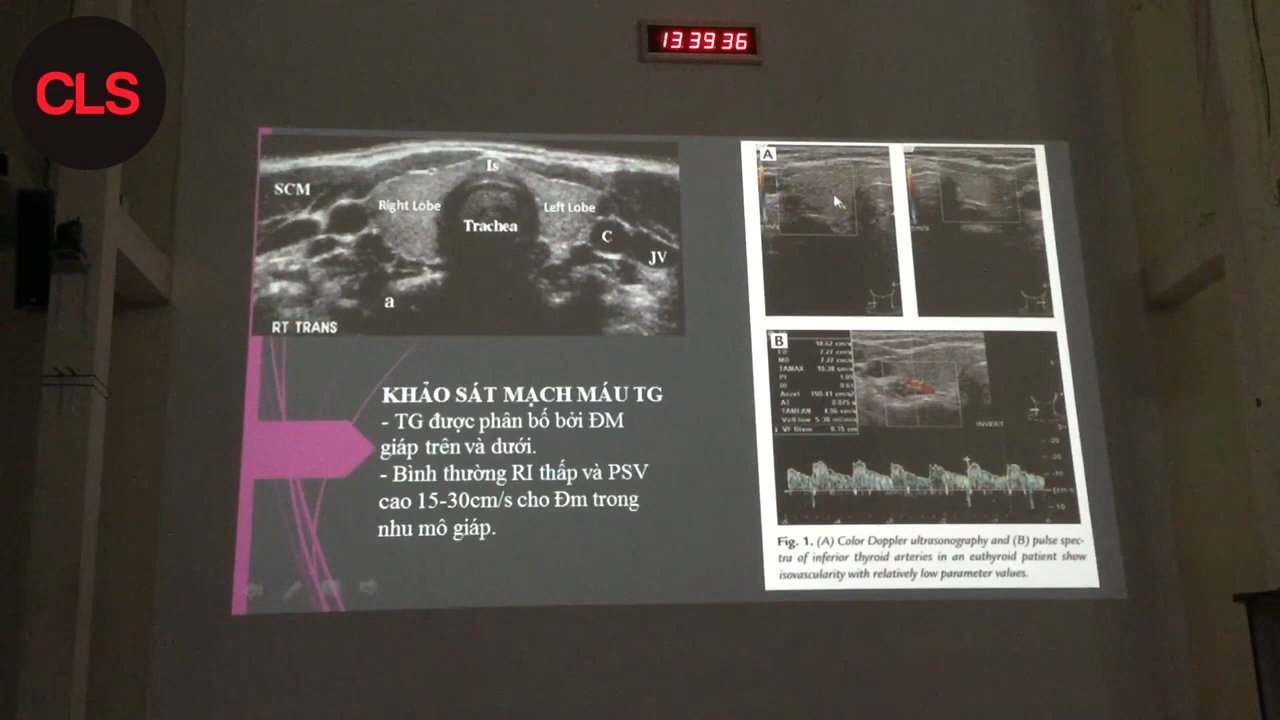 CLS
13.39.36
SCM
Is
Right Lobe
Left Lobe
Trachea
C
JV
a
RT TRANS
KHẢO SÁT MẠCH MÁU TG
- TG được phân bố bởi ĐM
giáp trên và dưới.
- Bình thường RI thấp và PSV
cao 15-30cm/s cho Đm trong
nhu mô giáp.
A
B
TAMAX
INVERT
Fig. 1. (A) Color Doppler ultrasonography and (B) pulse spec-
tra of inferior thyroid arteries in an euthyroid patient show
isovascularity with relatively low parameter values.